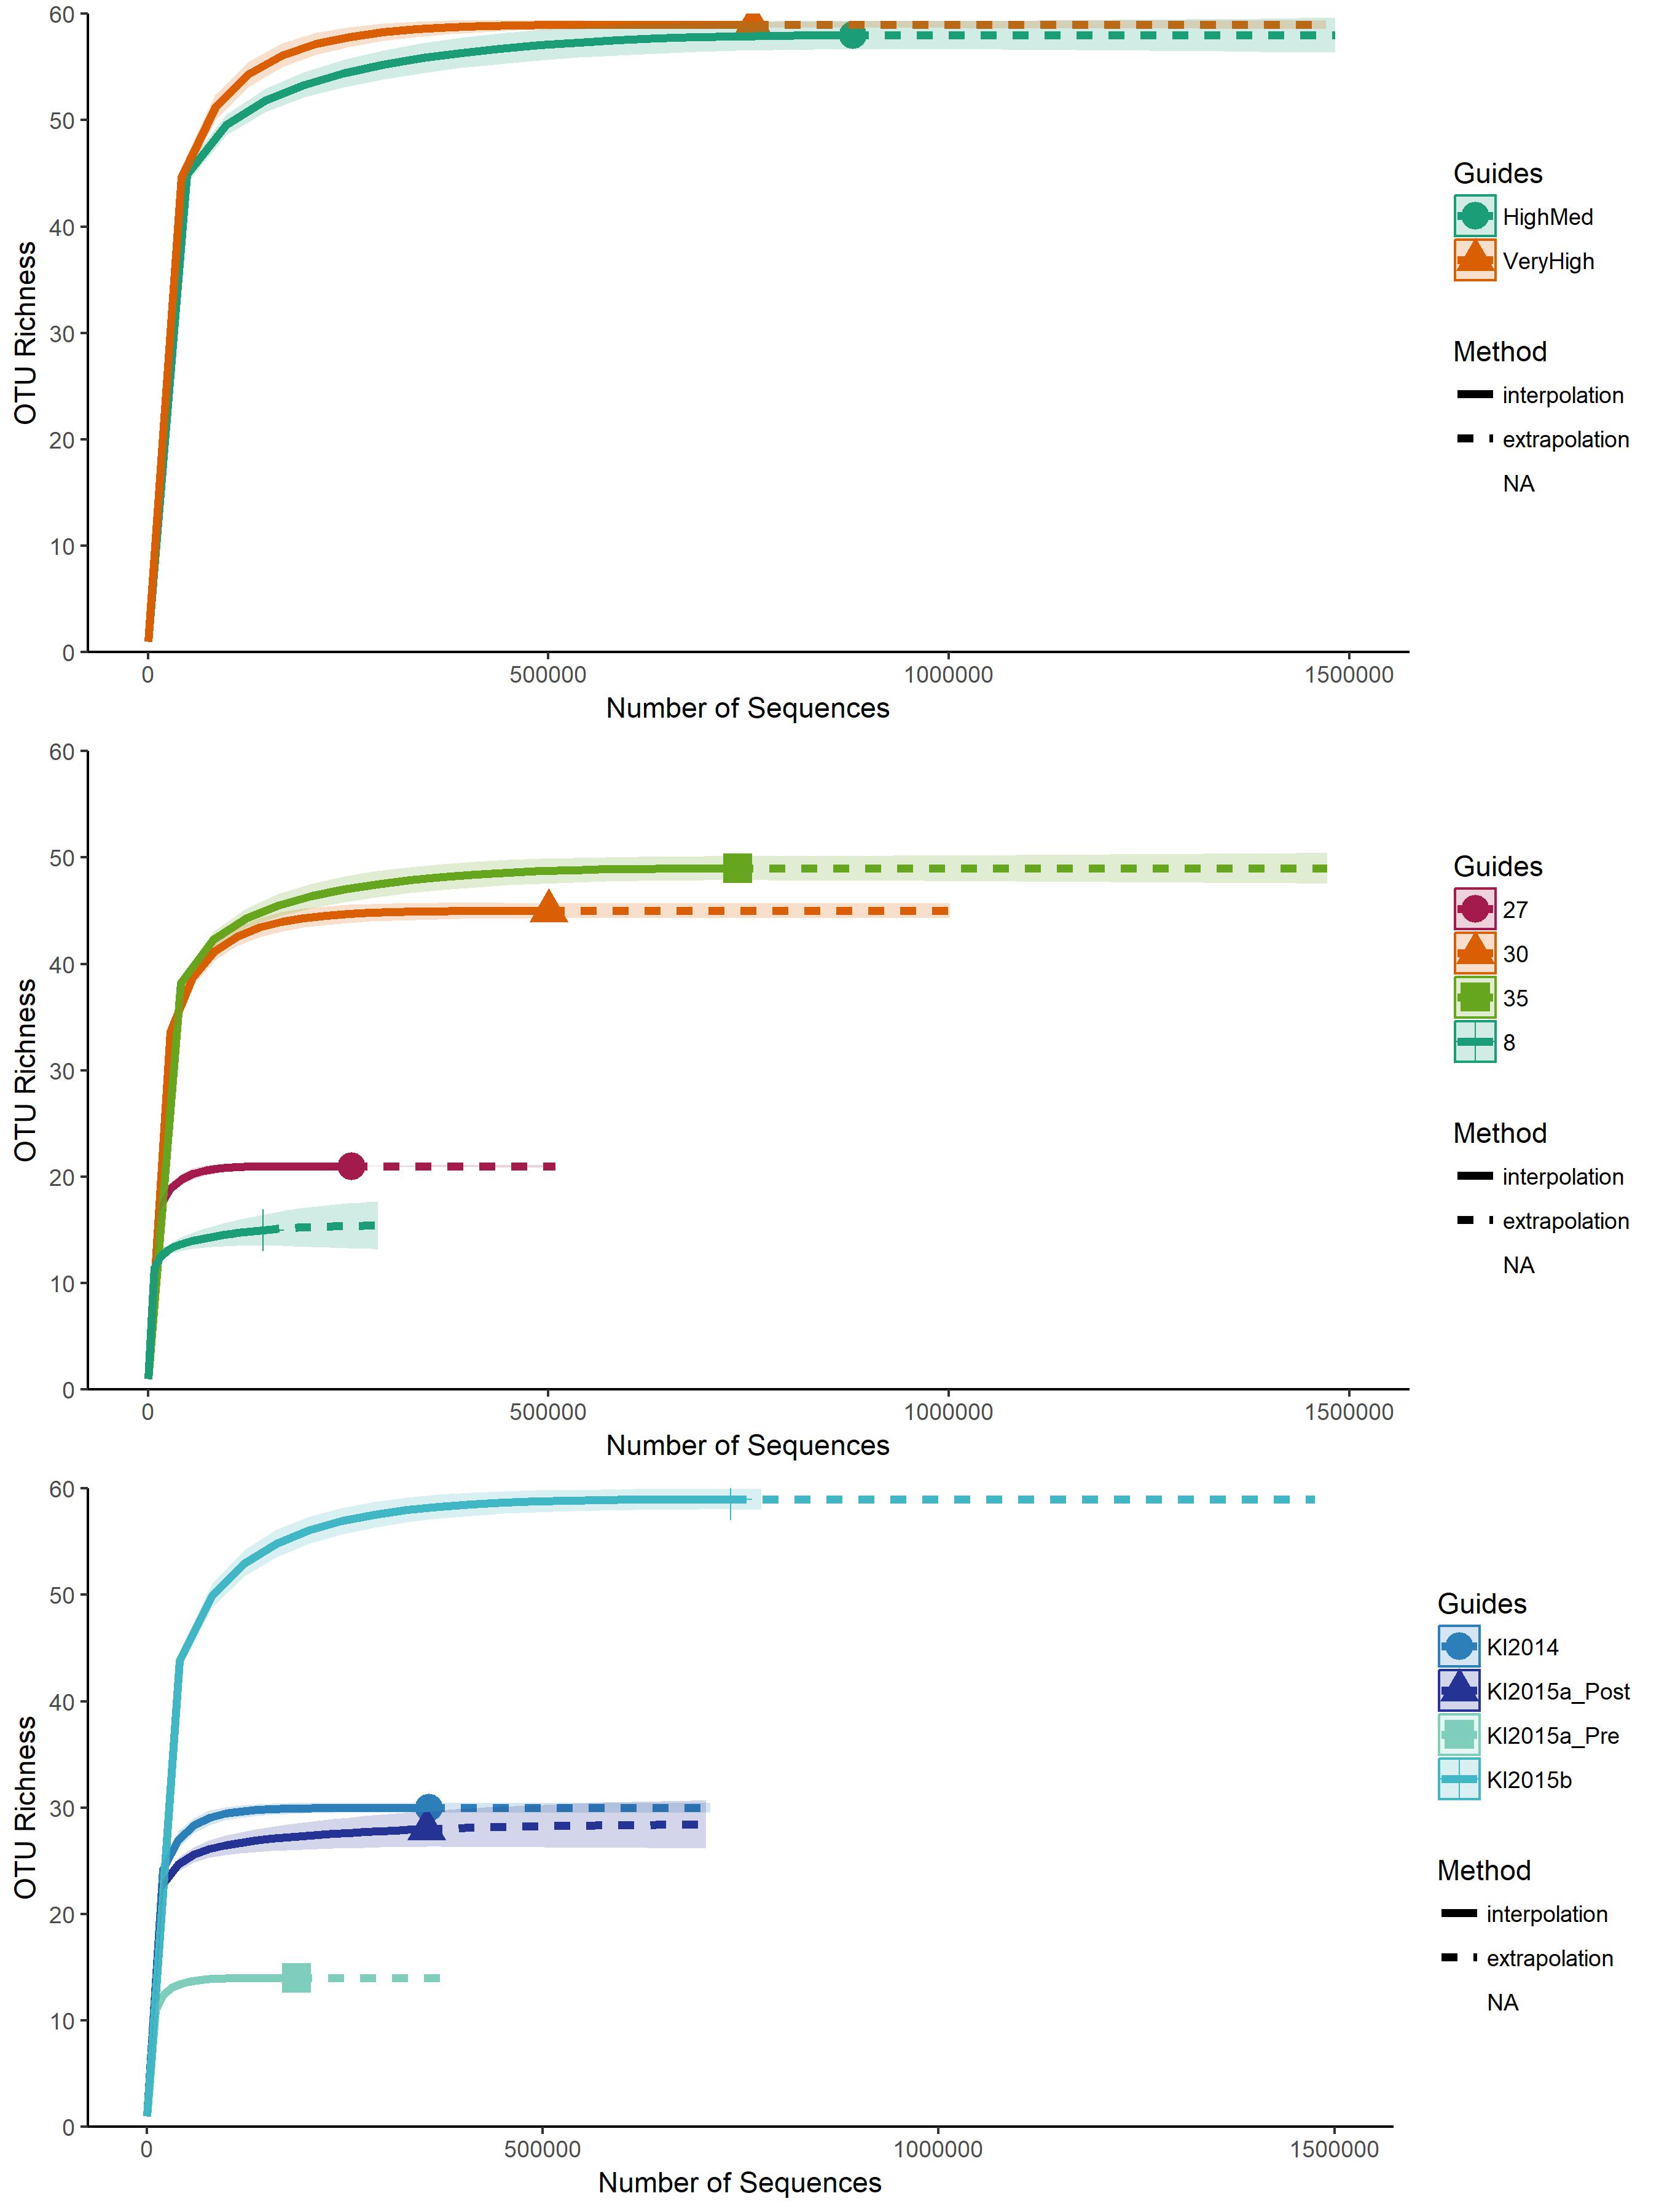 60
50
40
30
20
10
0
OTU Richness
0 500000 1000000 1500000
Number of Sequences
Guides
HighMed
VeryHigh
Method
interpolation
extrapolation
NA
60
50
40
30
20
10
0
OTU Richness
0 500000 1000000 1500000
Number of Sequences
Guides
27
30
35
8
Method
interpolation
extrapolation
NA
60
50
40
30
20
10
0
OTU Richness
0 500000 1000000 1500000
Number of Sequences
Guides
KI2014
KI2015a_Post
KI2015a_Pre
KI2015b
Method
interpolation
extrapolation
NA